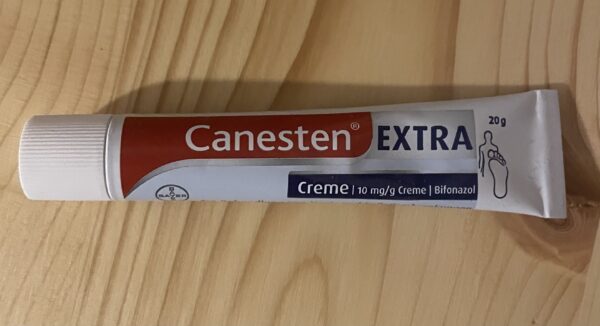 Canesten® EXTRA
20 g
Creme | 10 mg/g Creme | Bifonazol
BAYER